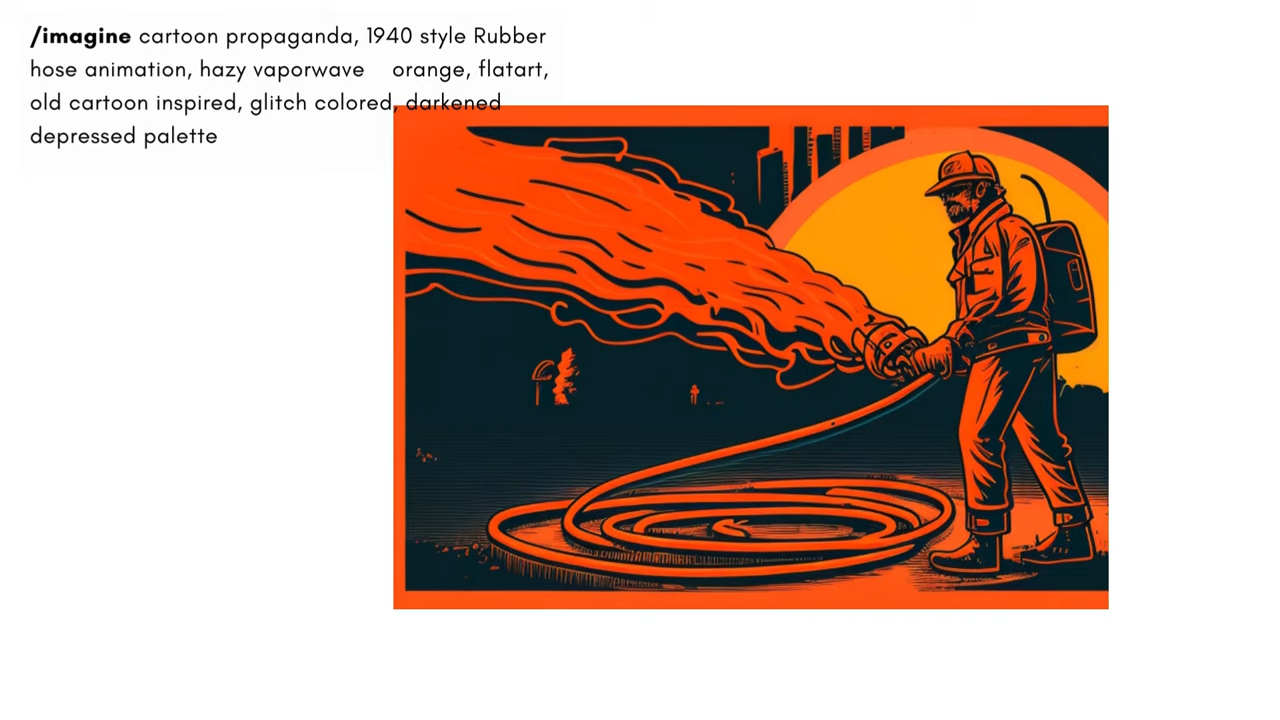 /imagine cartoon propaganda, 1940 style Rubber
hose animation, hazy vaporwave orange, flatart,
old cartoon inspired, glitch colored, darkened
depressed palette